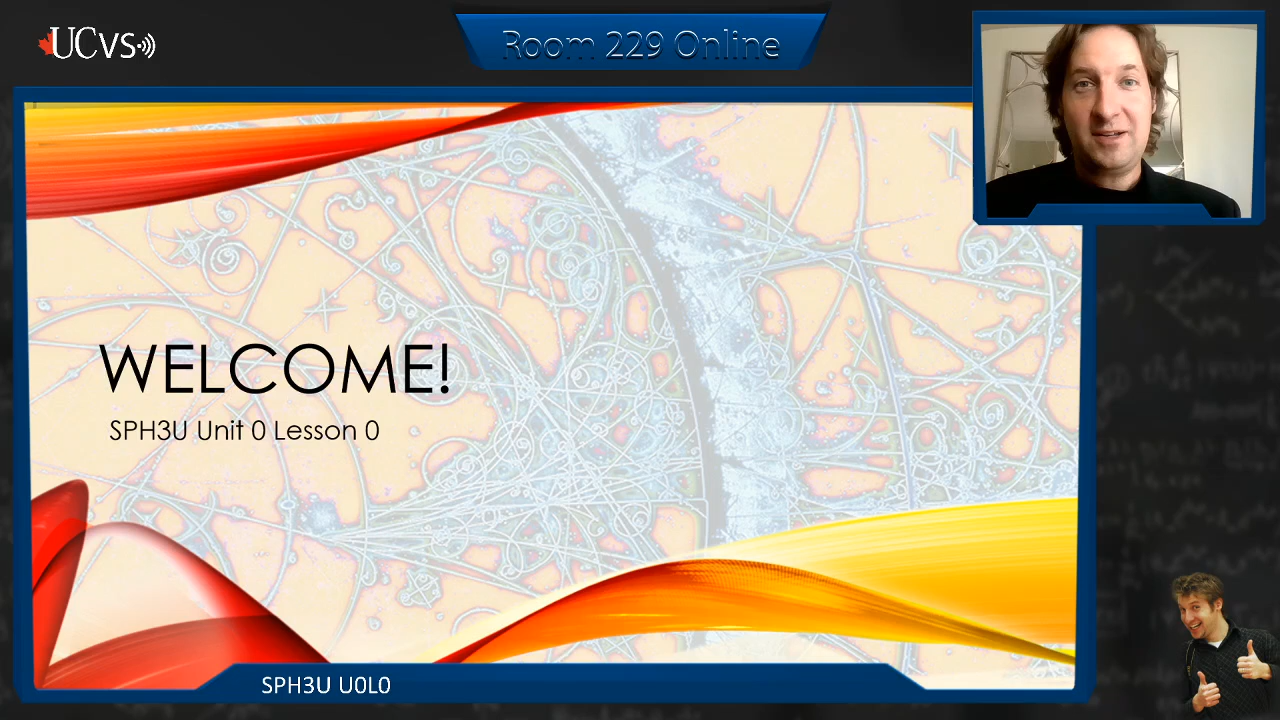 UCvs
Room 229 Online
WELCOME!
SPH3U Unit 0 Lesson 0
SPH3U U0L0